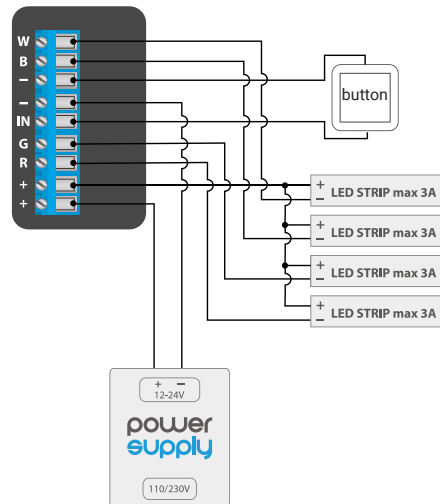 W
B
–
–
IN
G
R
+
+
button
+
– LED STRIP max 3A
+
– LED STRIP max 3A
+
– LED STRIP max 3A
+
– LED STRIP max 3A
+ –
12-24V
power
supply
110/230V